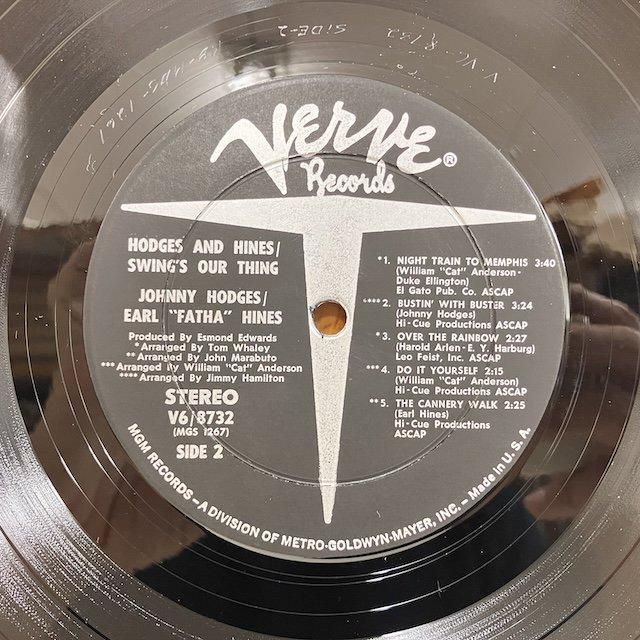 SIDE-2
VERVE®
Records
HODGES AND HINES/
SWING'S OUR THING
JOHNNY HODGES/
EARL "FATHA" HINES
Produced By Esmond Edwards
*Arranged By Tom Whaley
**Arranged By John Marabuto
***Arranged By William "Cat" Anderson
****Arranged By Jimmy Hamilton
STEREO
V6/8732
(MGS 1267)
SIDE 2
*1. NIGHT TRAIN TO MEMPHIS 3:40
(William "Cat" Anderson-
Duke Ellington)
El Gato Pub. Co. ASCAP
****2. BUSTIN' WITH BUSTER 3:24
(Johnny Hodges)
Hi-Cue Productions ASCAP
*3. OVER THE RAINBOW 2:27
(Harold Arlen-E. Y. Harburg)
Leo Feist, Inc. ASCAP
***4. DO IT YOURSELF 2:15
(William "Cat" Anderson)
Hi-Cue Productions ASCAP
**5. THE CANNERY WALK 2:25
(Earl Hines)
Hi-Cue Productions
ASCAP
MGM RECORDS – A DIVISION OF METRO-GOLDWYN-MAYER, INC. – Made in U. S. A.